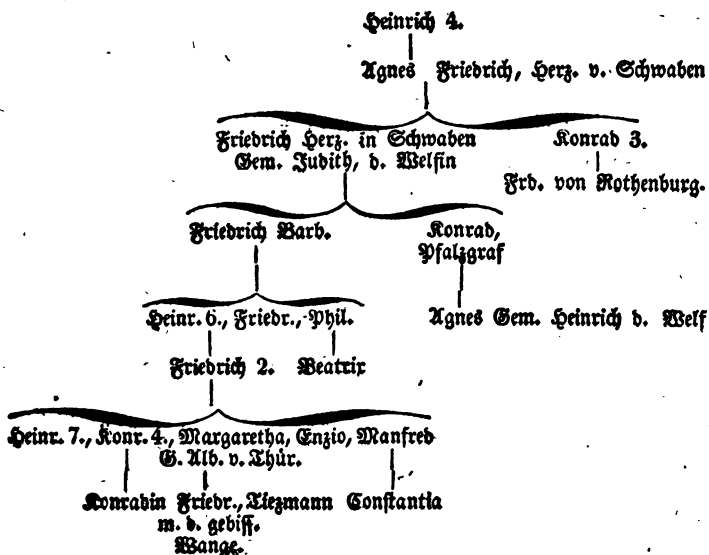 Heinrich 4.
Agnes Friedrich, Herz. v. Schwaben
Friedrich Herz. in Schwaben Konrad 3.
Gem. Judith, d. Welfin
Frd. von Rothenburg.
Friedrich Barb. Konrad,
Pfalzgraf
Heinr. 6., Friedr., Phil. Agnes Gem. Heinrich d. Welf
Friedrich 2. Beatrix
Heinr. 7., Konr. 4., Margaretha, Enzio, Manfred
G. Alb. v. Thür.
Konradin Friedr., Tiezmann Constantia
m. d. gebiss.
Wange.